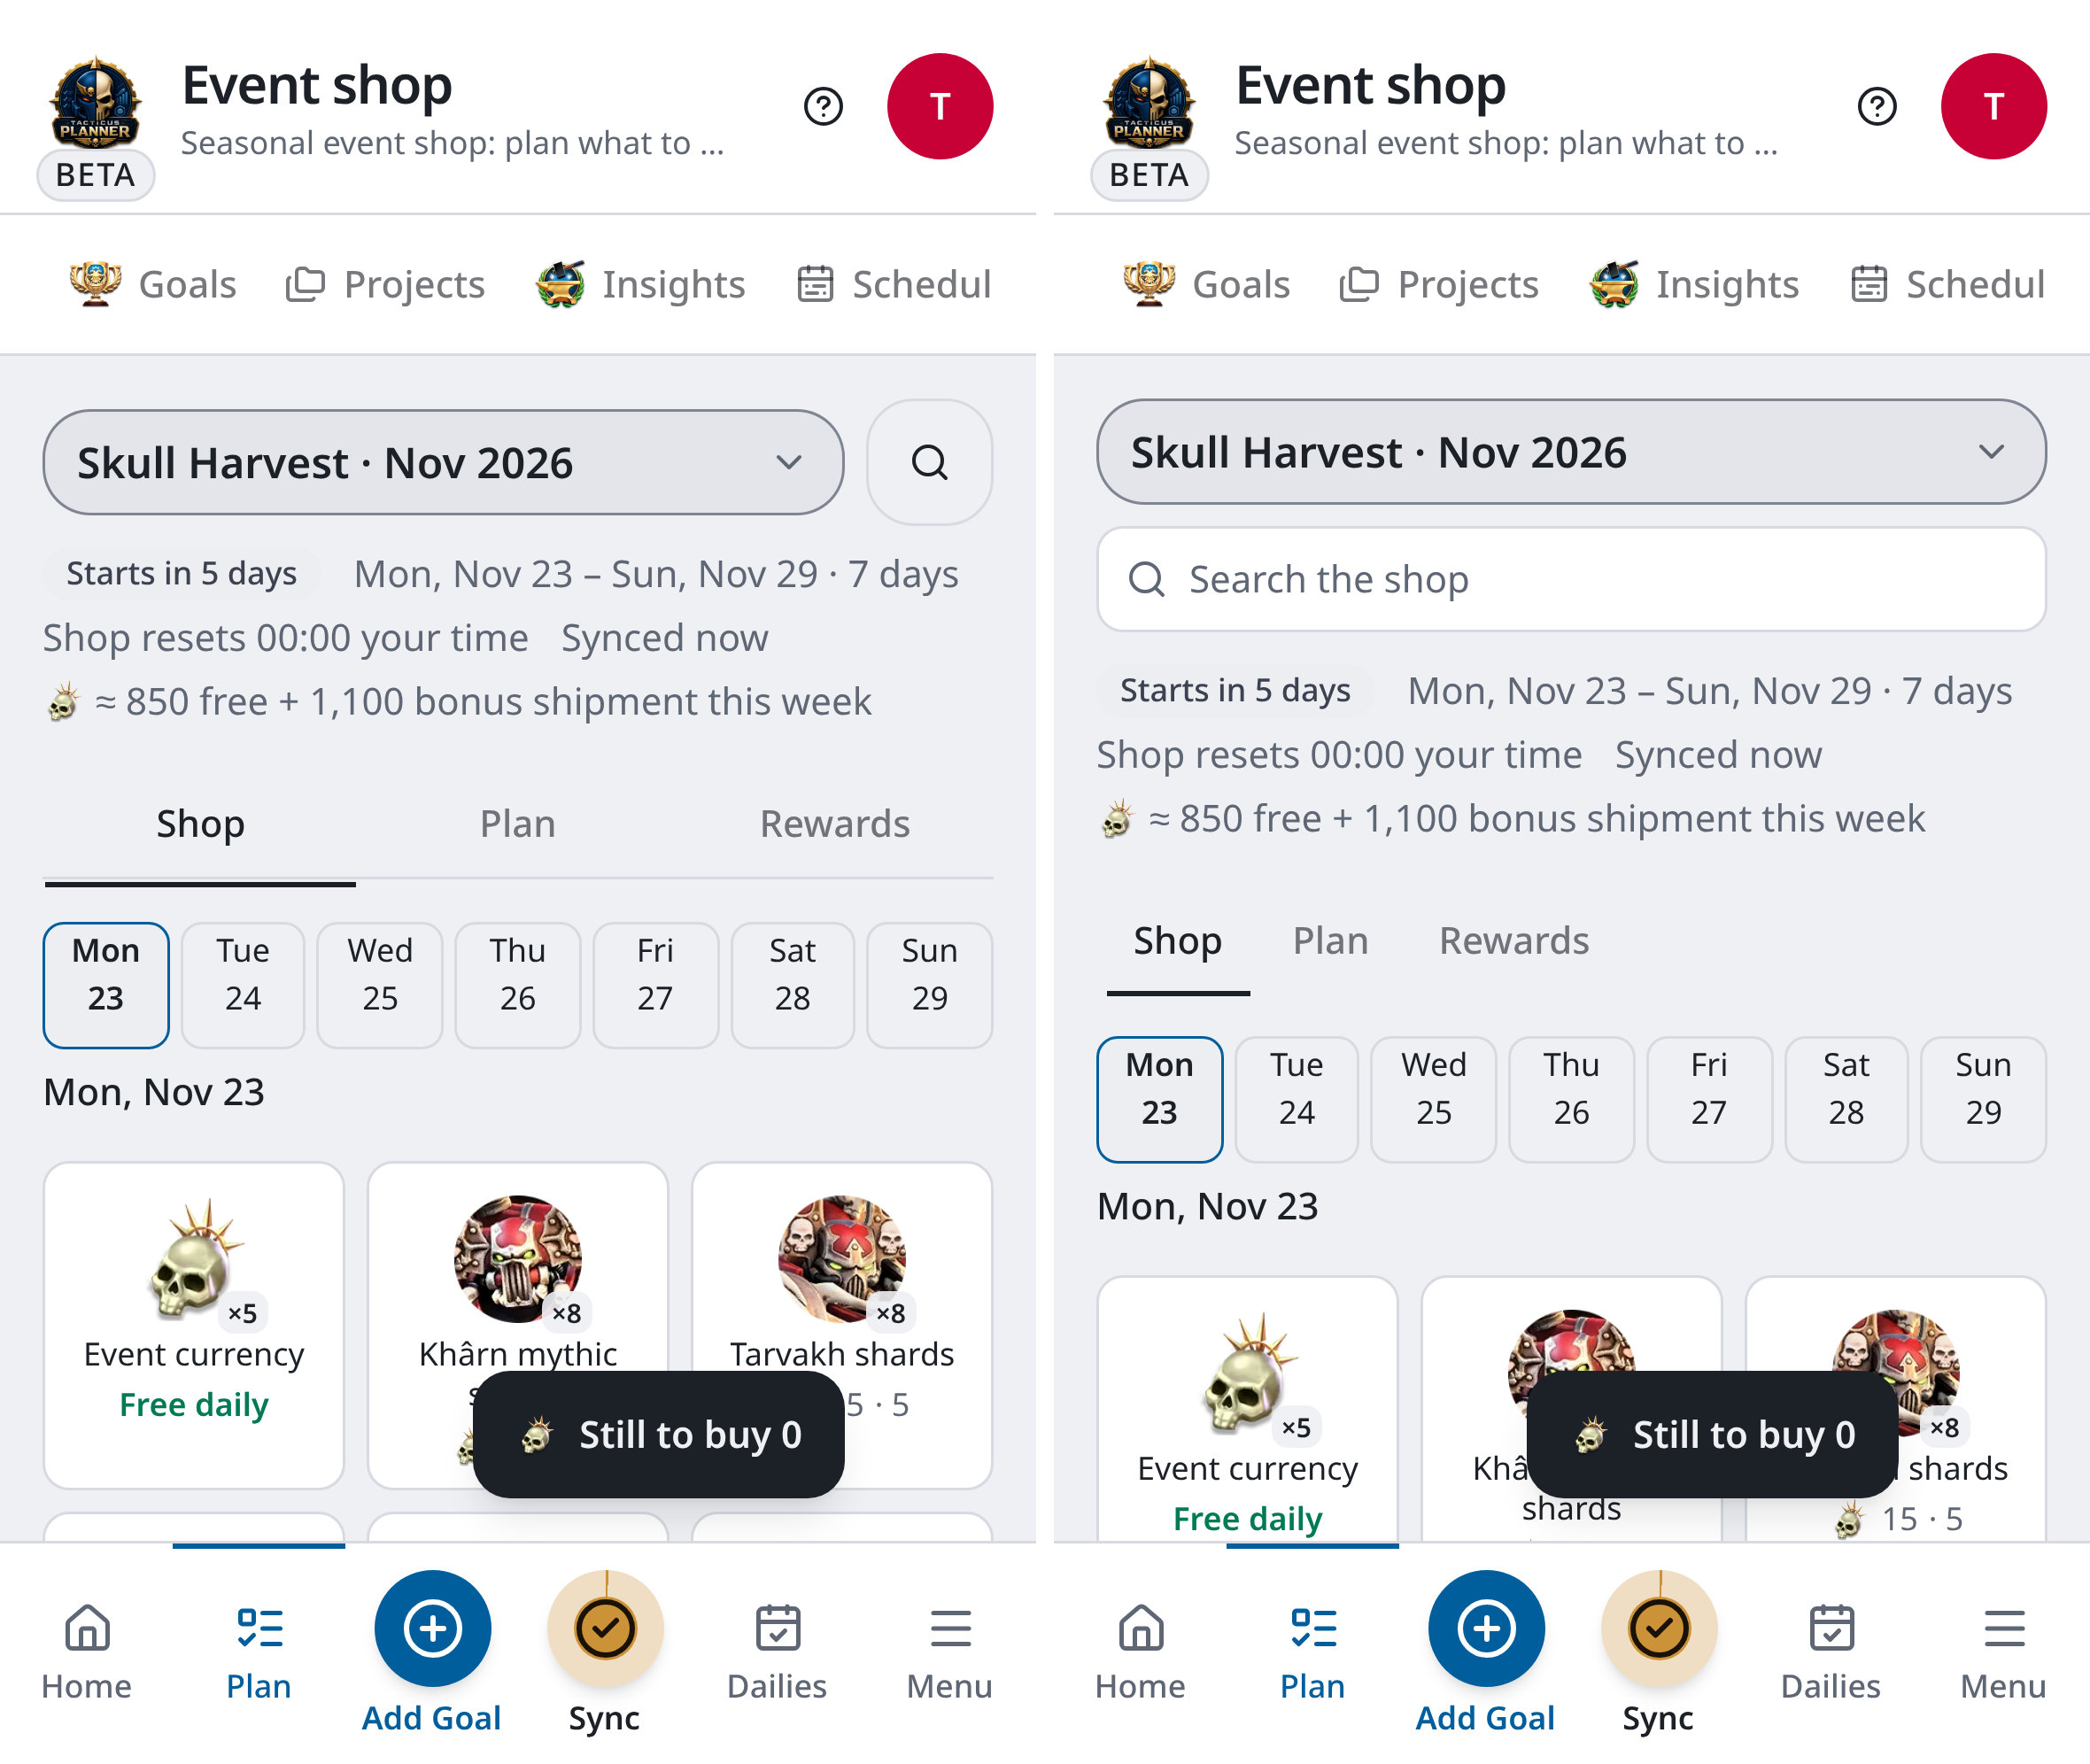 Event shop
Seasonal event shop: plan what to ...
TACTICUS
PLANNER
BETA
T
Goals
Projects
Insights
Schedul
Skull Harvest · Nov 2026
Starts in 5 days
Mon, Nov 23 – Sun, Nov 29 · 7 days
Shop resets 00:00 your time
Synced now
≈ 850 free + 1,100 bonus shipment this week
Shop
Plan
Rewards
Mon
23
Tue
24
Wed
25
Thu
26
Fri
27
Sat
28
Sun
29
Mon, Nov 23
×5
Event currency
Free daily
×8
Khârn mythic
×8
Tarvakh shards
5 · 5
Still to buy 0
Home
Plan
Add Goal
Sync
Dailies
Menu
Event shop
Seasonal event shop: plan what to ...
TACTICUS
PLANNER
BETA
T
Goals
Projects
Insights
Schedul
Skull Harvest · Nov 2026
Search the shop
Starts in 5 days
Mon, Nov 23 – Sun, Nov 29 · 7 days
Shop resets 00:00 your time
Synced now
≈ 850 free + 1,100 bonus shipment this week
Shop
Plan
Rewards
Mon
23
Tue
24
Wed
25
Thu
26
Fri
27
Sat
28
Sun
29
Mon, Nov 23
×5
Event currency
Free daily
Khâ
shards
×8
shards
15 · 5
Still to buy 0
Home
Plan
Add Goal
Sync
Dailies
Menu